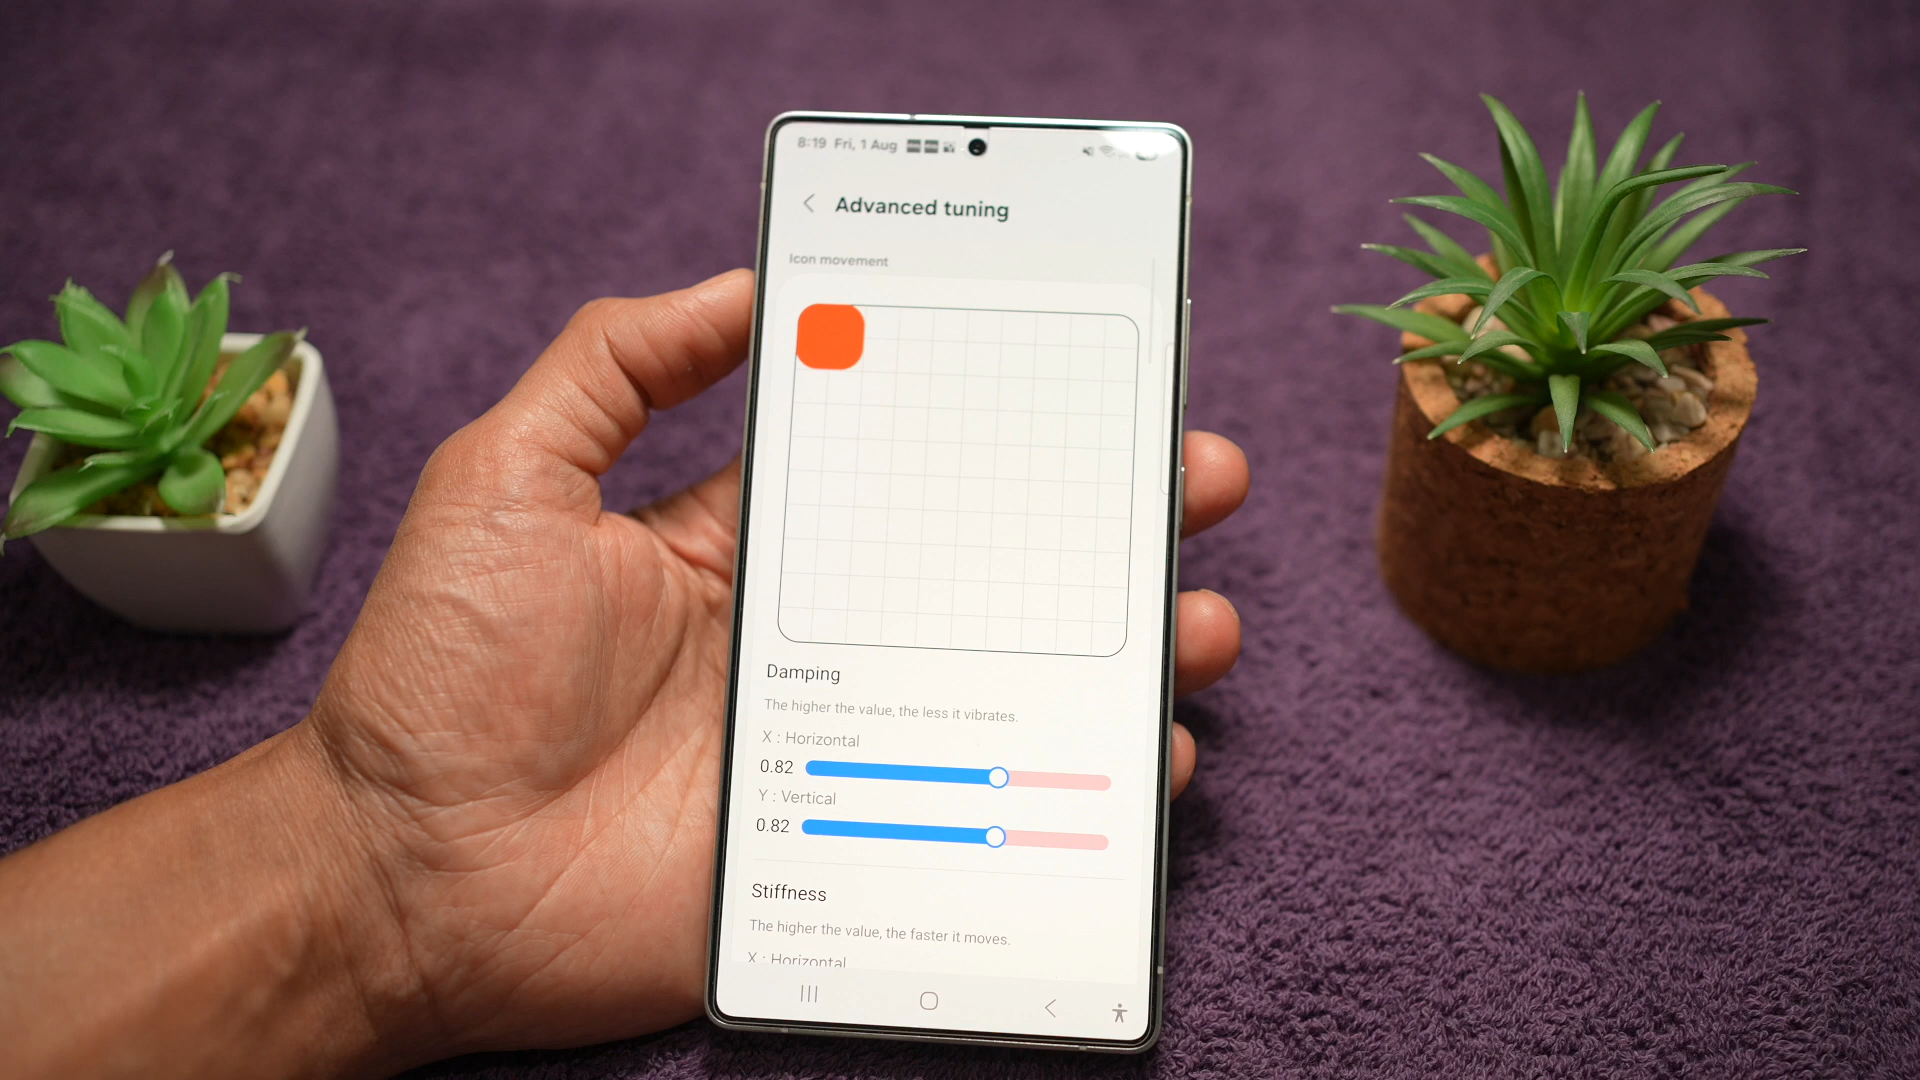 8:19 Fri, 1 Aug
Advanced tuning
Icon movement
Damping
The higher the value, the less it vibrates.
X : Horizontal
0.82
Y : Vertical
0.82
Stiffness
The higher the value, the faster it moves.
X : Horizontal